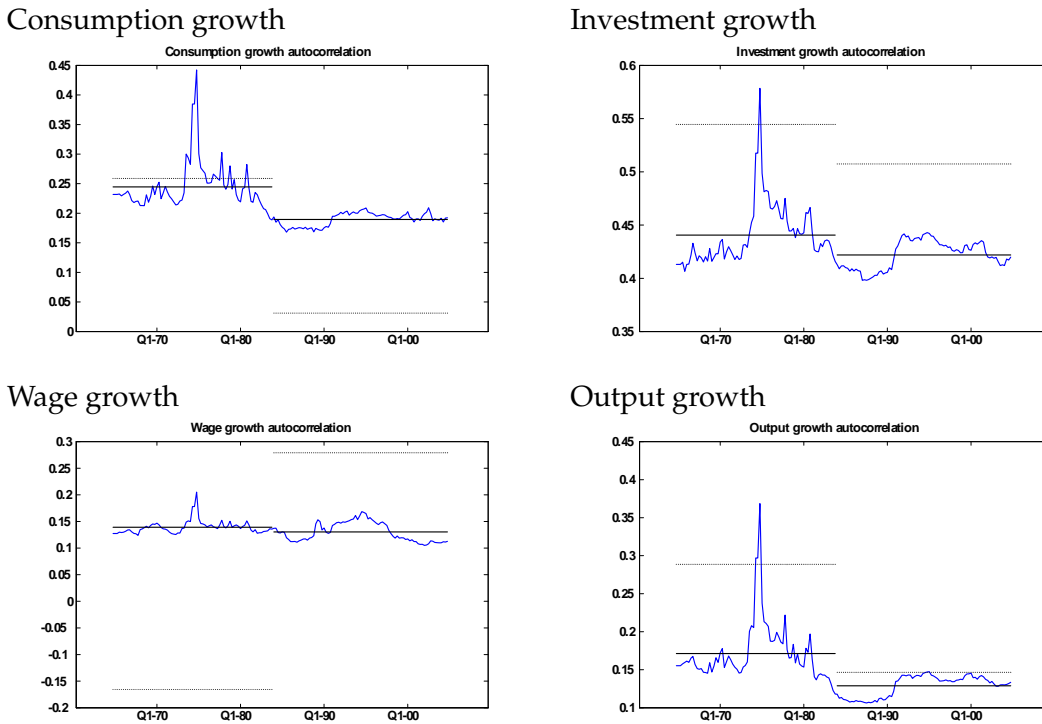 Consumption growth
Consumption growth autocorrelation
0.45
0.4
0.35
0.3
0.25
0.2
0.15
0.1
0.05
0
Q1-70 Q1-80 Q1-90 Q1-00
Investment growth
Investment growth autocorrelation
0.6
0.55
0.5
0.45
0.4
0.35
Q1-70 Q1-80 Q1-90 Q1-00
Wage growth
Wage growth autocorrelation
0.3
0.25
0.2
0.15
0.1
0.05
0
-0.05
-0.1
-0.15
-0.2
Q1-70 Q1-80 Q1-90 Q1-00
Output growth
Output growth autocorrelation
0.45
0.4
0.35
0.3
0.25
0.2
0.15
0.1
Q1-70 Q1-80 Q1-90 Q1-00